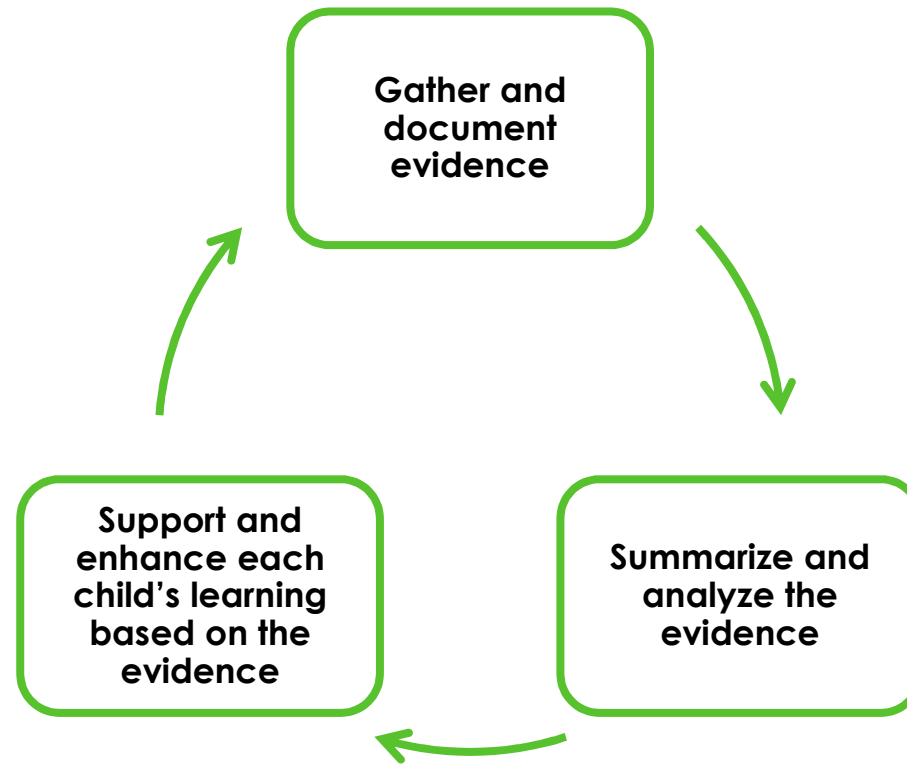 Gather and
document
evidence
Summarize and
analyze the
evidence
Support and
enhance each
child’s learning
based on the
evidence